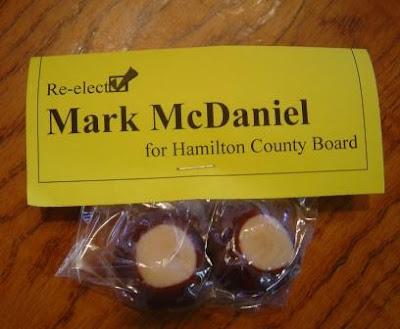 Re-elect
Mark McDaniel
for Hamilton County Board